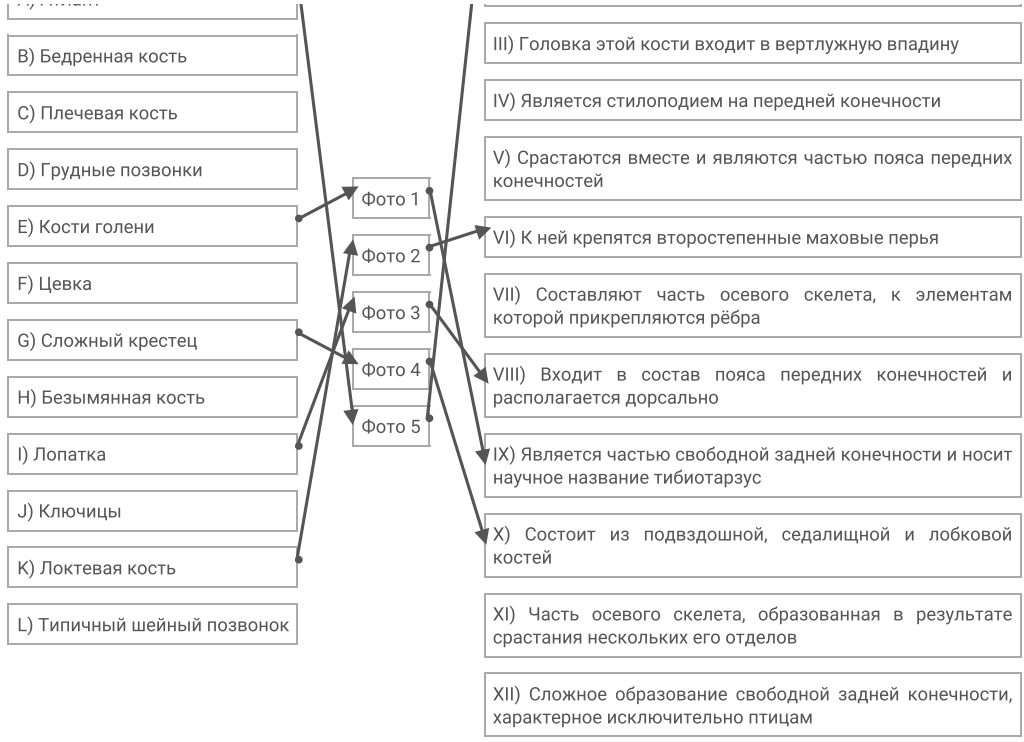 B) Бедренная кость
C) Плечевая кость
D) Грудные позвонки
E) Кости голени
F) Цевка
G) Сложный крестец
H) Безымянная кость
I) Лопатка
J) Ключицы
K) Локтевая кость
L) Типичный шейный позвонок
Фото 1
Фото 2
Фото 3
Фото 4
Фото 5
III) Головка этой кости входит в вертлужную впадину
IV) Является стилоподием на передней конечности
V) Срастаются вместе и являются частью пояса передних
конечностей
VI) К ней крепятся второстепенные маховые перья
VII) Составляют часть осевого скелета, к элементам
которой прикрепляются рёбра
VIII) Входит в состав пояса передних конечностей и
располагается дорсально
IX) Является частью свободной задней конечности и носит
научное название тибиотарзус
X) Состоит из подвздошной, седалищной и лобковой
костей
XI) Часть осевого скелета, образованная в результате
срастания нескольких его отделов
XII) Сложное образование свободной задней конечности,
характерное исключительно птицам